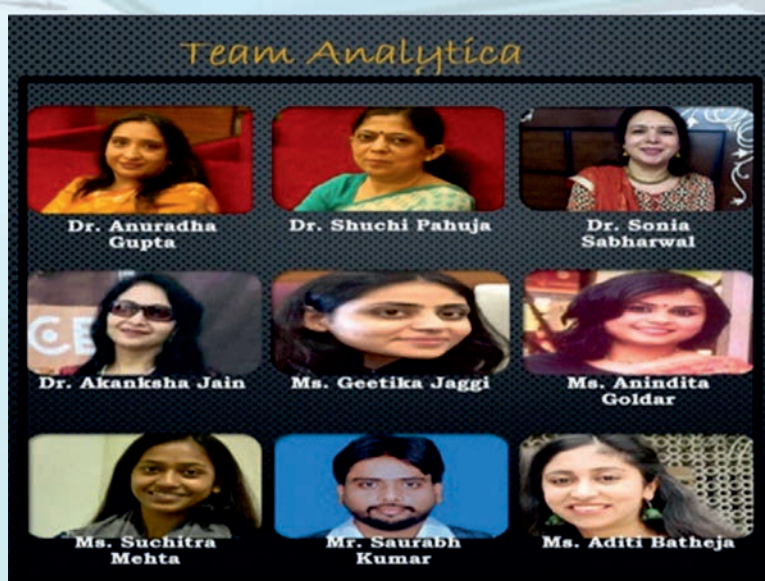 Team Analytica
Dr. Anuradha
Gupta
Dr. Shuchi Pahuja
Dr. Sonia
Sabharwal
CE
Dr. Akanksha Jain
Ms. Geetika Jaggi
Ms. Anindita
Goldar
Ms. Suchitra
Mehta
Mr. Saurabh
Kumar
Ms. Aditi Batheja